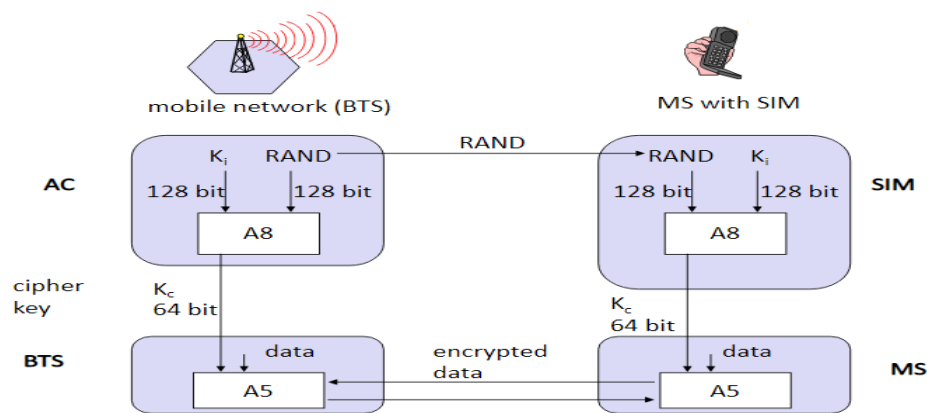 mobile network (BTS)
MS with SIM
RAND
AC
Ki
RAND
RAND
Ki
SIM
128 bit
128 bit
128 bit
128 bit
A8
A8
cipher
key
Kc
64 bit
Kc
64 bit
BTS
data
encrypted
data
data
MS
A5
A5